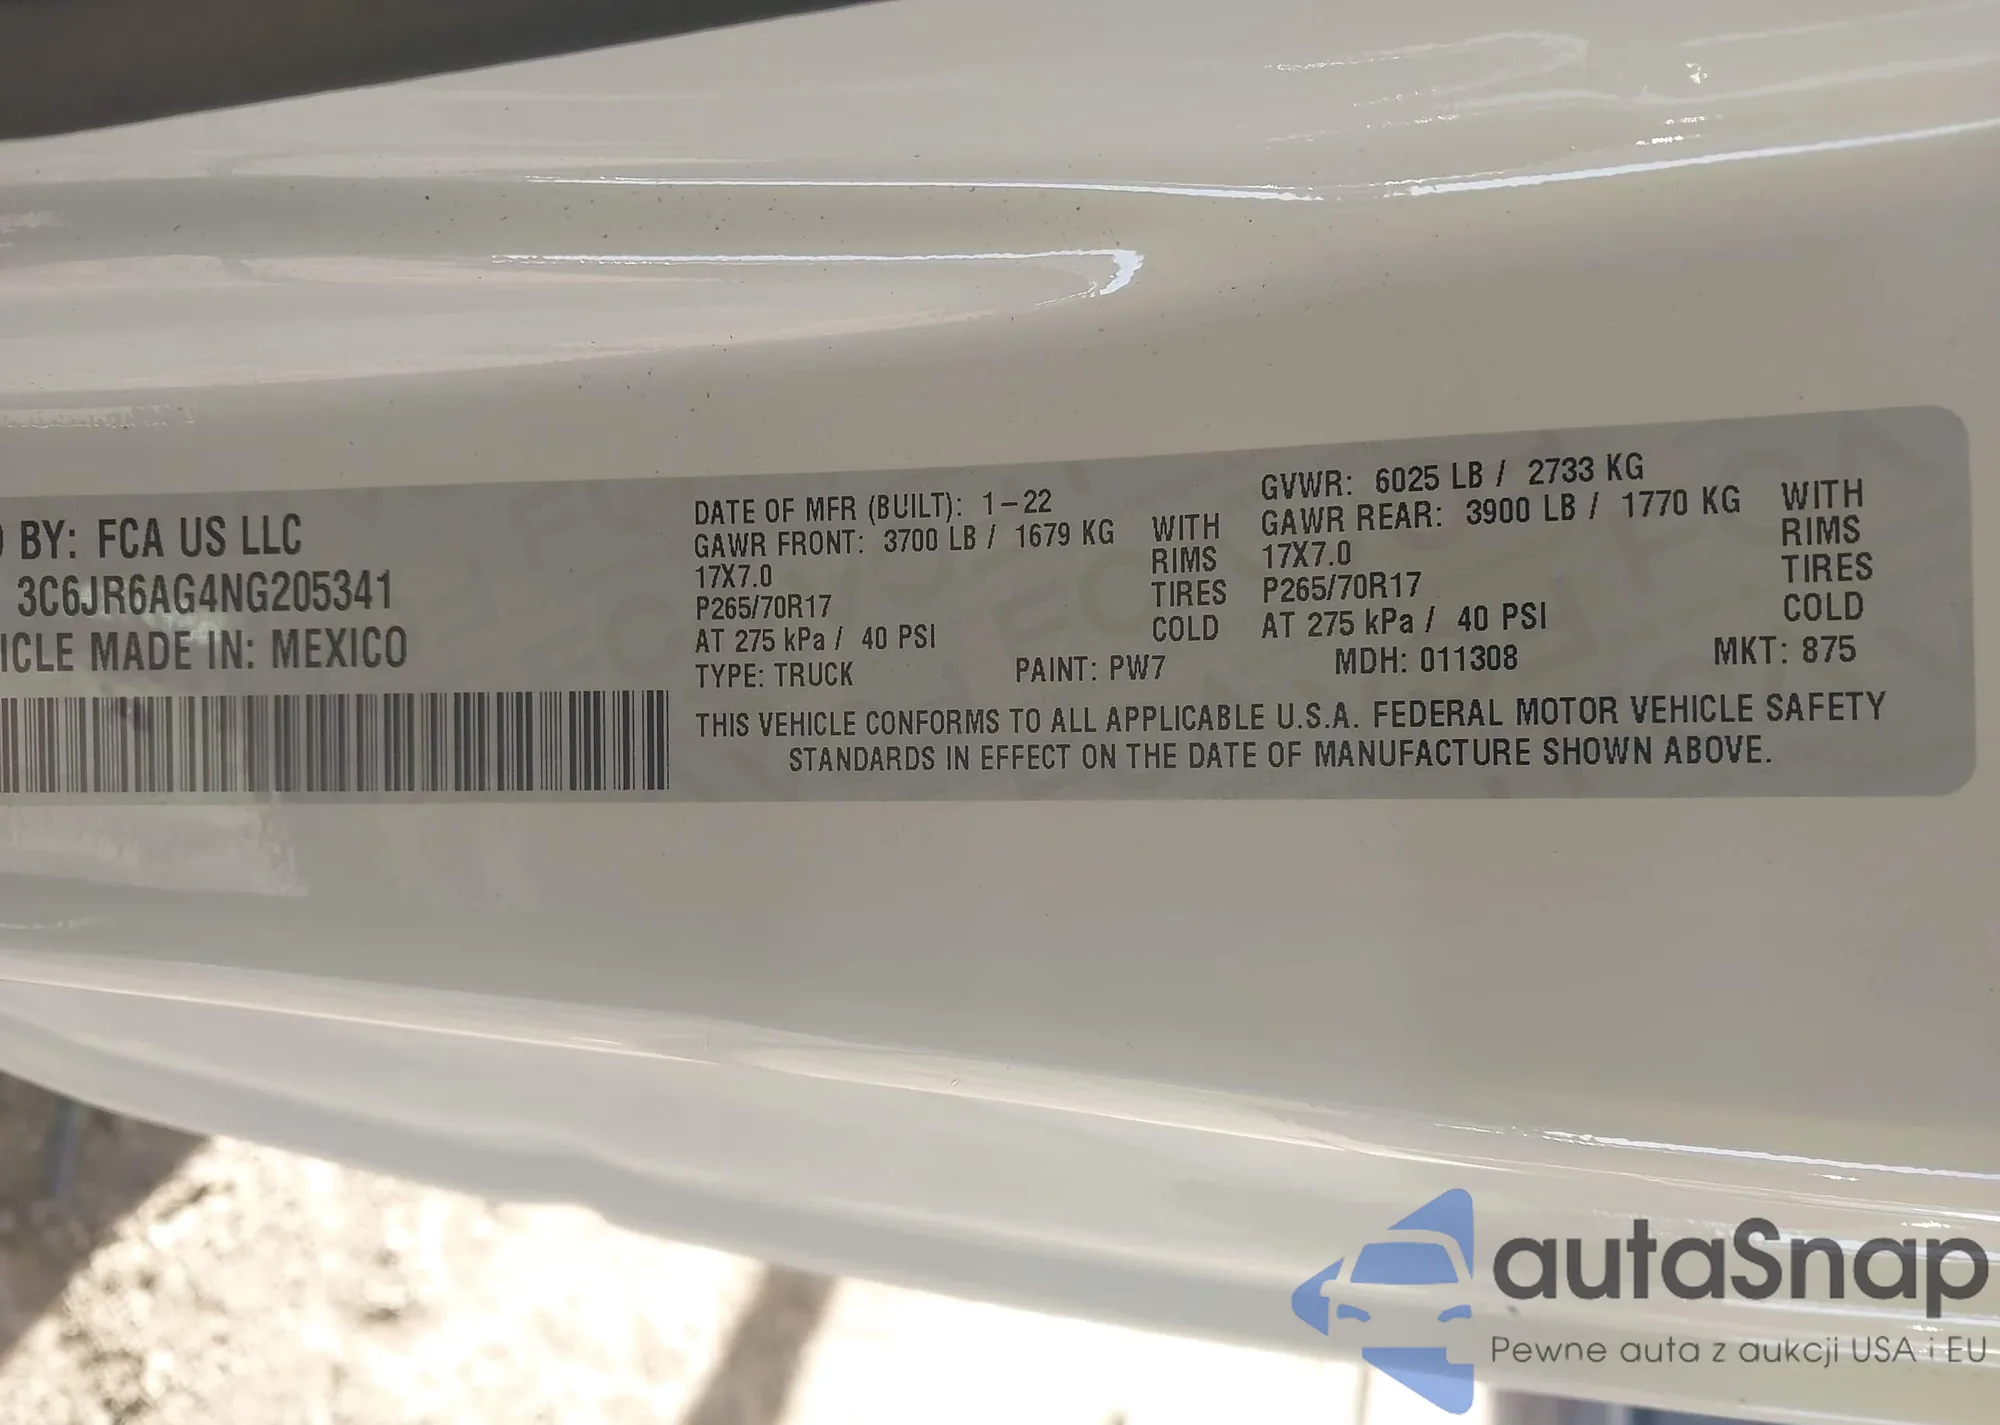 ) BY: FCA US LLC
3C6JR6AG4NG205341
ICLE MADE IN: MEXICO
DATE OF MFR (BUILT): 1-22
GAWR FRONT: 3700 LB / 1679 KG WITH
17X7.0 RIMS
P265/70R17 TIRES
AT 275 kPa / 40 PSI COLD
GVWR: 6025 LB / 2733 KG
GAWR REAR: 3900 LB / 1770 KG WITH
17X7.0 RIMS
P265/70R17 TIRES
AT 275 kPa / 40 PSI COLD
TYPE: TRUCK PAINT: PW7 MDH: 011308 MKT: 875
THIS VEHICLE CONFORMS TO ALL APPLICABLE U.S.A. FEDERAL MOTOR VEHICLE SAFETY
STANDARDS IN EFFECT ON THE DATE OF MANUFACTURE SHOWN ABOVE.
autaSnap
Pewne auta z aukcji USA i EU